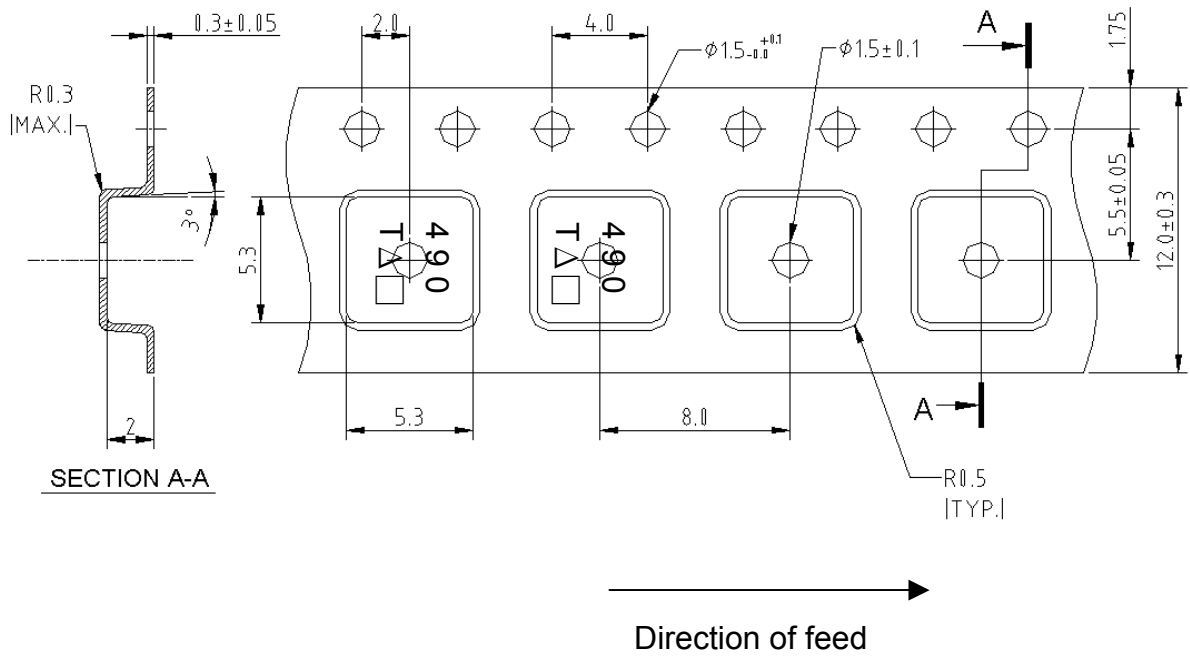 0.3±0.05
2.0
4.0
ϕ1.5 +0.1 -0.0
ϕ1.5±0.1
A
1.75
R0.3
|MAX.|
3°
5.3
490
T
490
T
5.5±0.05
12.0±0.3
2
5.3
8.0
A
SECTION A-A
R0.5
|TYP.|
Direction of feed